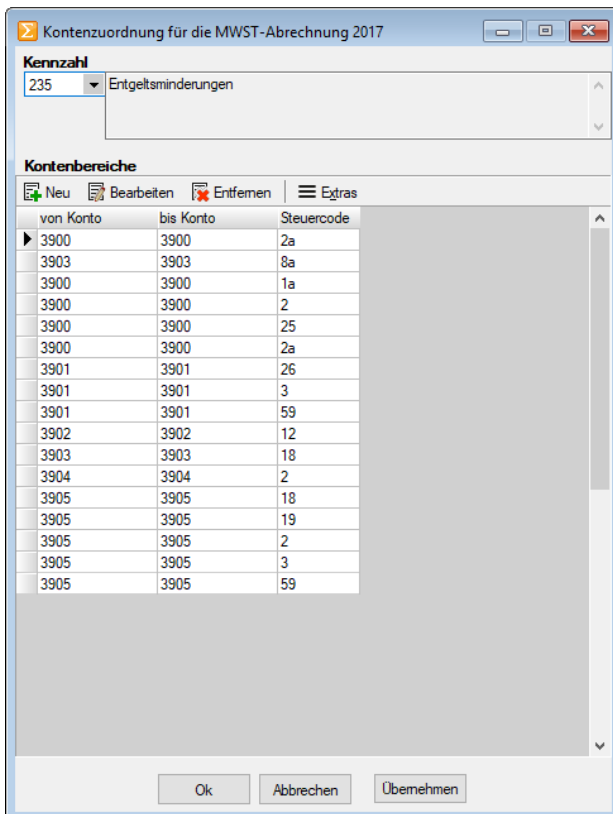 Kontenzuordnung für die MWST-Abrechnung 2017
Kennzahl
235 Entgeltsminderungen
Kontenbereiche
Neu Bearbeiten Entfernen Extras
von Konto bis Konto Steuercode
3900 3900 2a
3903 3903 8a
3900 3900 1a
3900 3900 2
3900 3900 25
3900 3900 2a
3901 3901 26
3901 3901 3
3901 3901 59
3902 3902 12
3903 3903 18
3904 3904 2
3905 3905 18
3905 3905 19
3905 3905 2
3905 3905 3
3905 3905 59
Ok Abbrechen Übernehmen